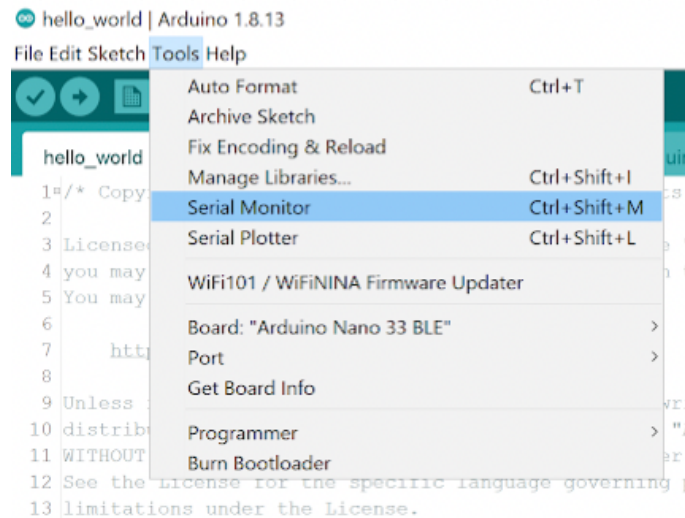 hello_world | Arduino 1.8.13
File Edit Sketch Tools Help
Auto Format Ctrl+T
Archive Sketch
Fix Encoding & Reload
hello_world
Manage Libraries... Ctrl+Shift+I
1 /* Copy
Serial Monitor Ctrl+Shift+M
2
Serial Plotter Ctrl+Shift+L
3 License
4 you may
WiFi101 / WiFiNINA Firmware Updater
5 You may
6
Board: "Arduino Nano 33 BLE"
7 http
Port
8
Get Board Info
9 Unless
10 distrib
Programmer
11 WITHOUT
Burn Bootloader
12 See the License for the specific language governing
13 limitations under the License.